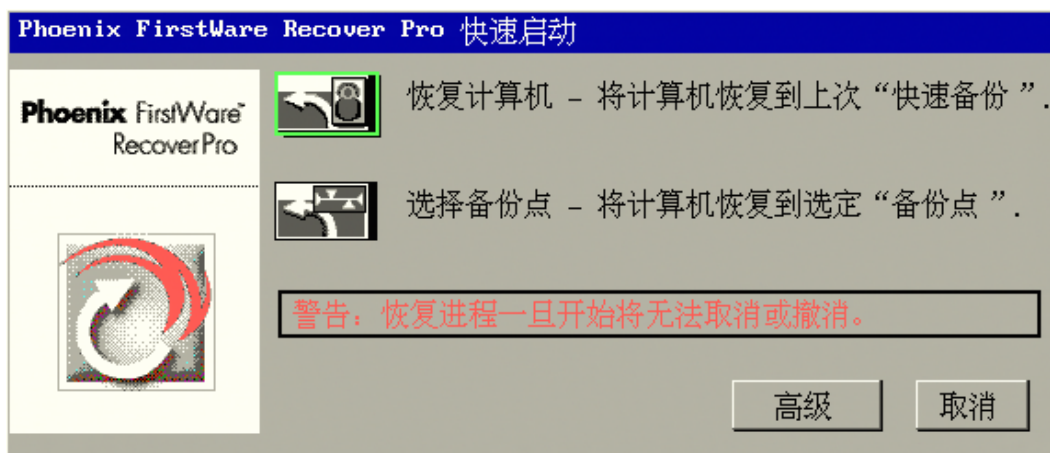 Phoenix FirstWare Recover Pro 快速启动
Phoenix FirstWare™
RecoverPro
恢复计算机 - 将计算机恢复到上次“快速备份”.
选择备份点 - 将计算机恢复到选定“备份点”.
警告：恢复进程一旦开始将无法取消或撤消。
高级
取消